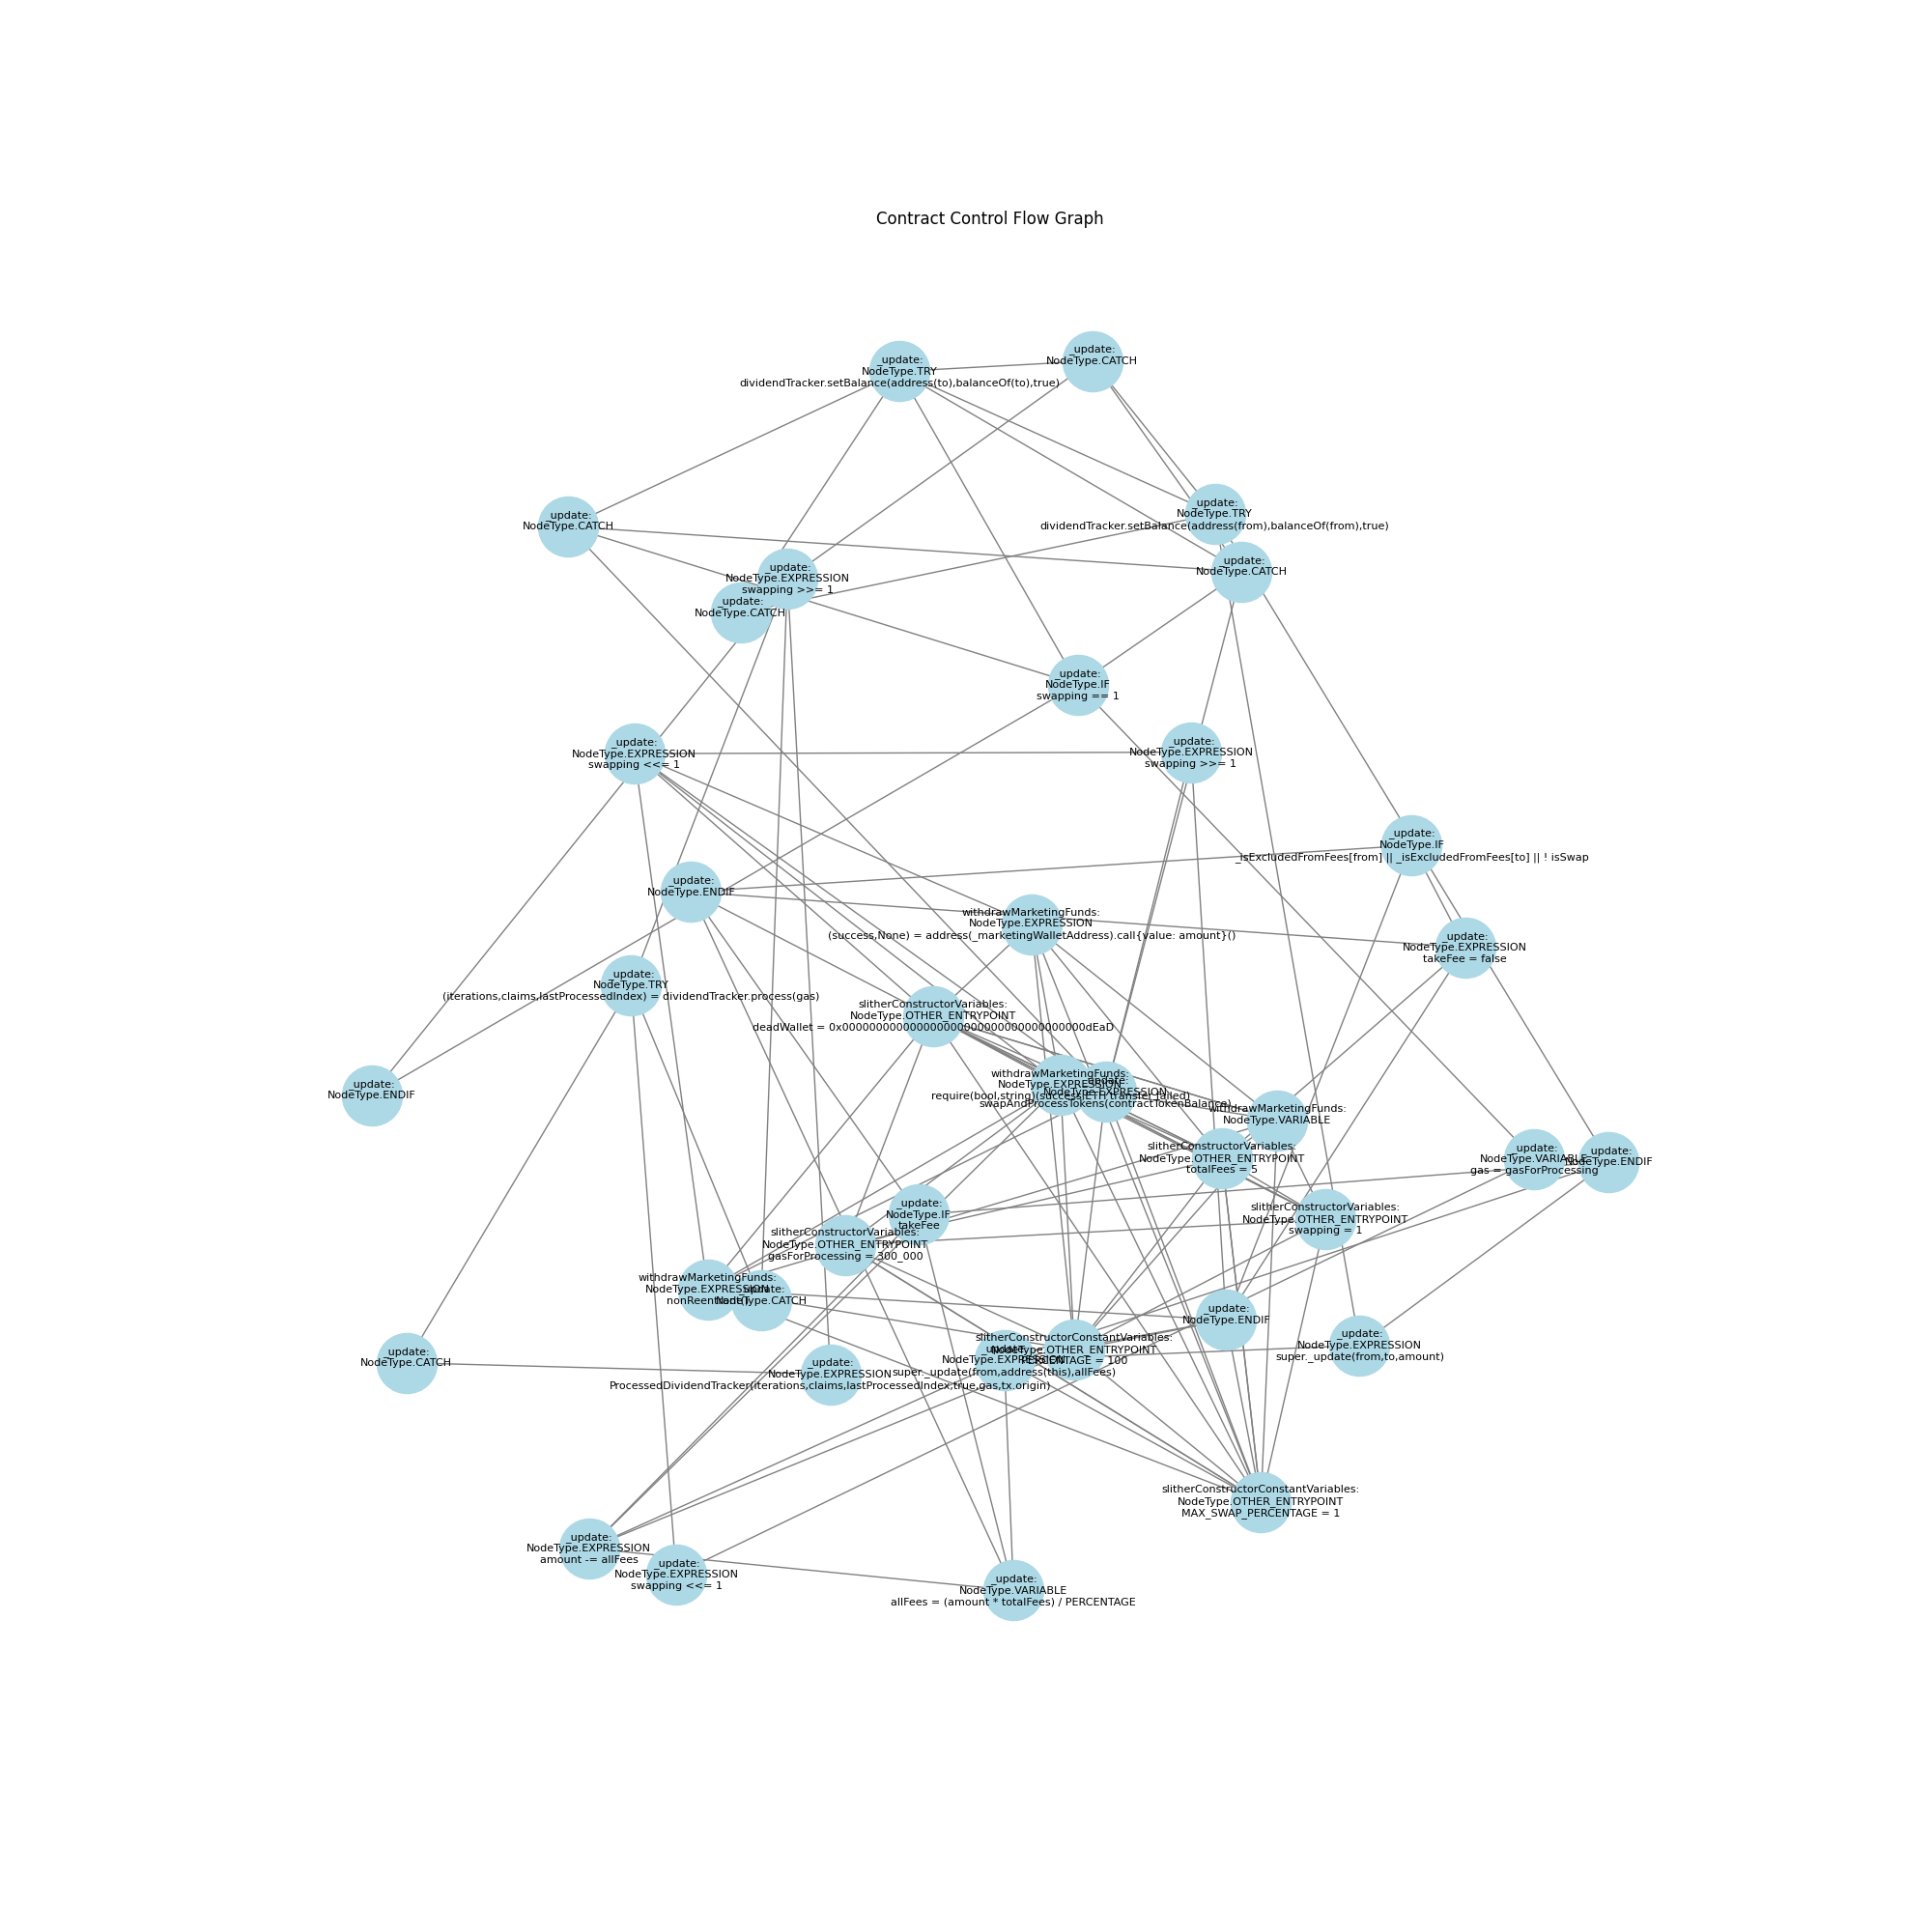 Contract Control Flow Graph
_update:
NodeType.CATCH
_update:
NodeType.TRY
dividendTracker.setBalance(address(to),balanceOf(to),true)
_update:
NodeType.TRY
dividendTracker.setBalance(address(from),balanceOf(from),true)
_update:
NodeType.CATCH
_update:
NodeType.CATCH
_update:
NodeType.EXPRESSION
swapping >>= 1
_update:
NodeType.CATCH
_update:
NodeType.IF
swapping == 1
_update:
NodeType.EXPRESSION
swapping <<= 1
_update:
NodeType.EXPRESSION
swapping >>= 1
_update:
NodeType.IF
_isExcludedFromFees[from] || _isExcludedFromFees[to] || ! isSwap
_update:
NodeType.ENDIF
withdrawMarketingFunds:
NodeType.EXPRESSION
(success,None) = address(_marketingWalletAddress).call{value: amount}()
_update:
NodeType.EXPRESSION
takeFee = false
_update:
NodeType.TRY
(iterations,claims,lastProcessedIndex) = dividendTracker.process(gas)
slitherConstructorVariables:
NodeType.OTHER_ENTRYPOINT
deadWallet = 0x000000000000000000000000000000000000dEaD
_update:
NodeType.ENDIF
withdrawMarketingFunds:
NodeType.EXPRESSION
require(bool,string)(success,ETH transfer failed)
_update:
NodeType.EXPRESSION
swapAndProcessTokens(contractTokenBalance)
withdrawMarketingFunds:
NodeType.VARIABLE
slitherConstructorVariables:
NodeType.OTHER_ENTRYPOINT
totalFees = 5
_update:
NodeType.VARIABLE
gas = gasForProcessing
_update:
NodeType.ENDIF
_update:
NodeType.IF
takeFee
slitherConstructorVariables:
NodeType.OTHER_ENTRYPOINT
swapping = 1
slitherConstructorVariables:
NodeType.OTHER_ENTRYPOINT
gasForProcessing = 300_000
withdrawMarketingFunds:
NodeType.EXPRESSION
nonReentrant()
_update:
NodeType.CATCH
_update:
NodeType.ENDIF
_update:
NodeType.EXPRESSION
super._update(from,to,amount)
slitherConstructorConstantVariables:
NodeType.OTHER_ENTRYPOINT
PERCENTAGE = 100
_update:
NodeType.EXPRESSION
super._update(from,address(this),allFees)
_update:
NodeType.CATCH
_update:
NodeType.EXPRESSION
ProcessedDividendTracker(iterations,claims,lastProcessedIndex,true,gas,tx.origin)
slitherConstructorConstantVariables:
NodeType.OTHER_ENTRYPOINT
MAX_SWAP_PERCENTAGE = 1
_update:
NodeType.EXPRESSION
amount -= allFees
_update:
NodeType.EXPRESSION
swapping <<= 1
_update:
NodeType.VARIABLE
allFees = (amount * totalFees) / PERCENTAGE